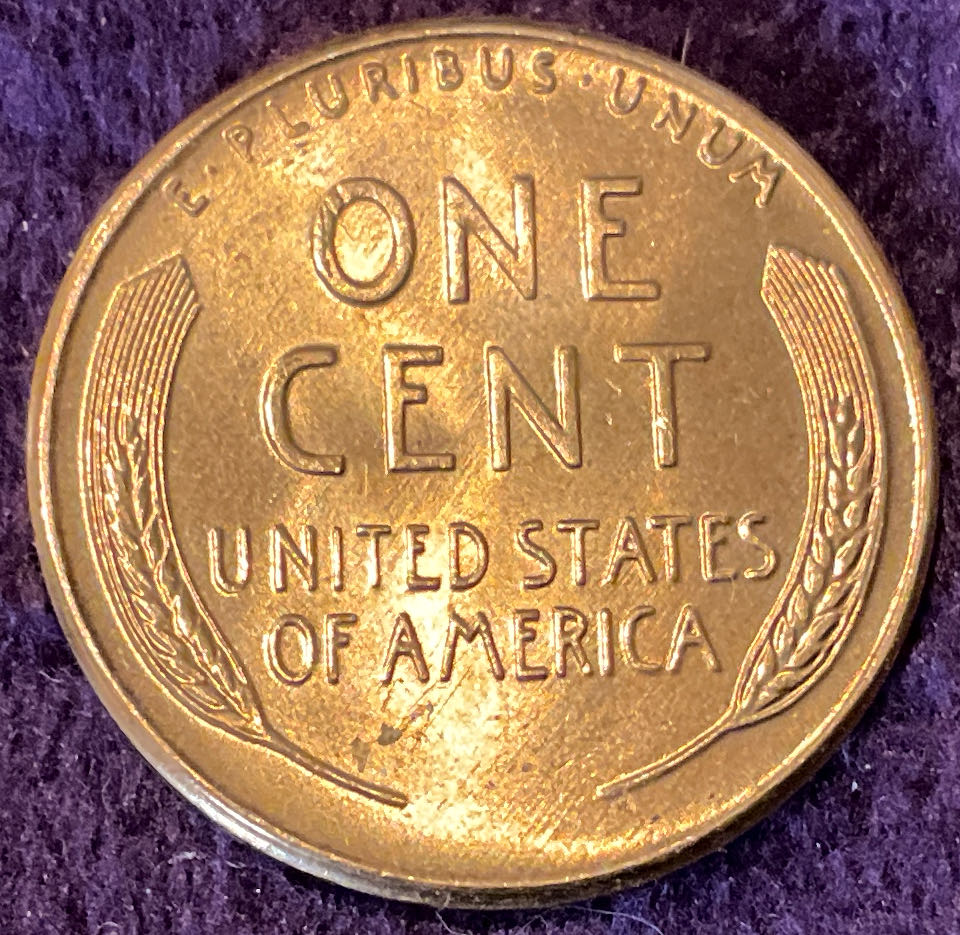 E·PLURIBUS·UNUM
ONE
CENT
UNITED STATES
OF AMERICA